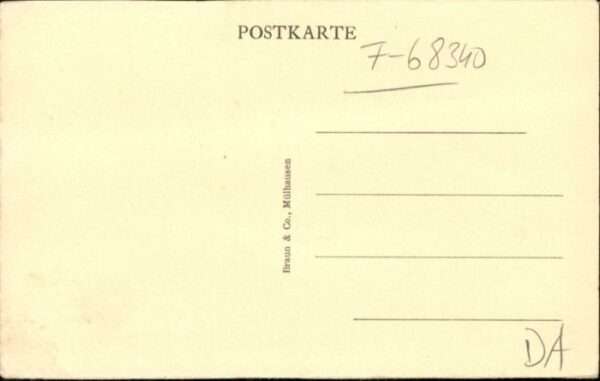 POSTKARTE
7-68340
Braun & Co., Mülhausen
DA